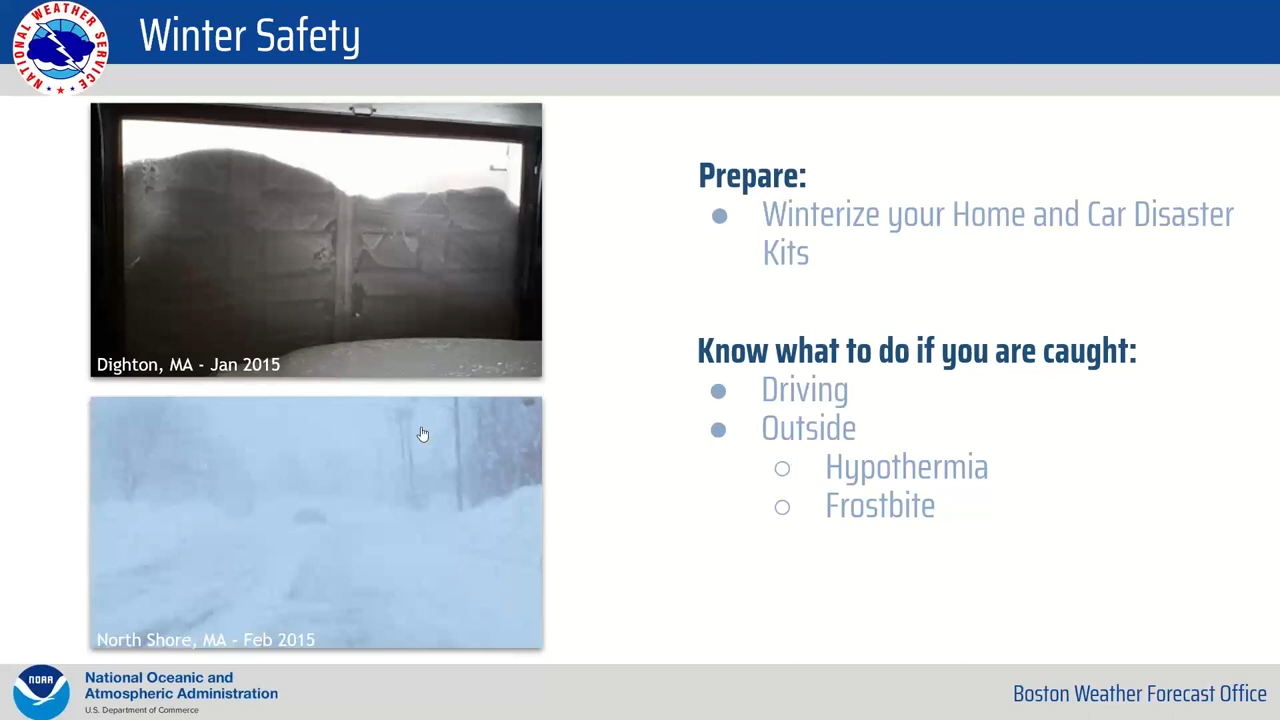 NATIONAL WEATHER SERVICE
Winter Safety
Dighton, MA - Jan 2015
North Shore, MA - Feb 2015
Prepare:
● Winterize your Home and Car Disaster
Kits
Know what to do if you are caught:
● Driving
● Outside
○ Hypothermia
○ Frostbite
NOAA
National Oceanic and
Atmospheric Administration
U.S. Department of Commerce
Boston Weather Forecast Office